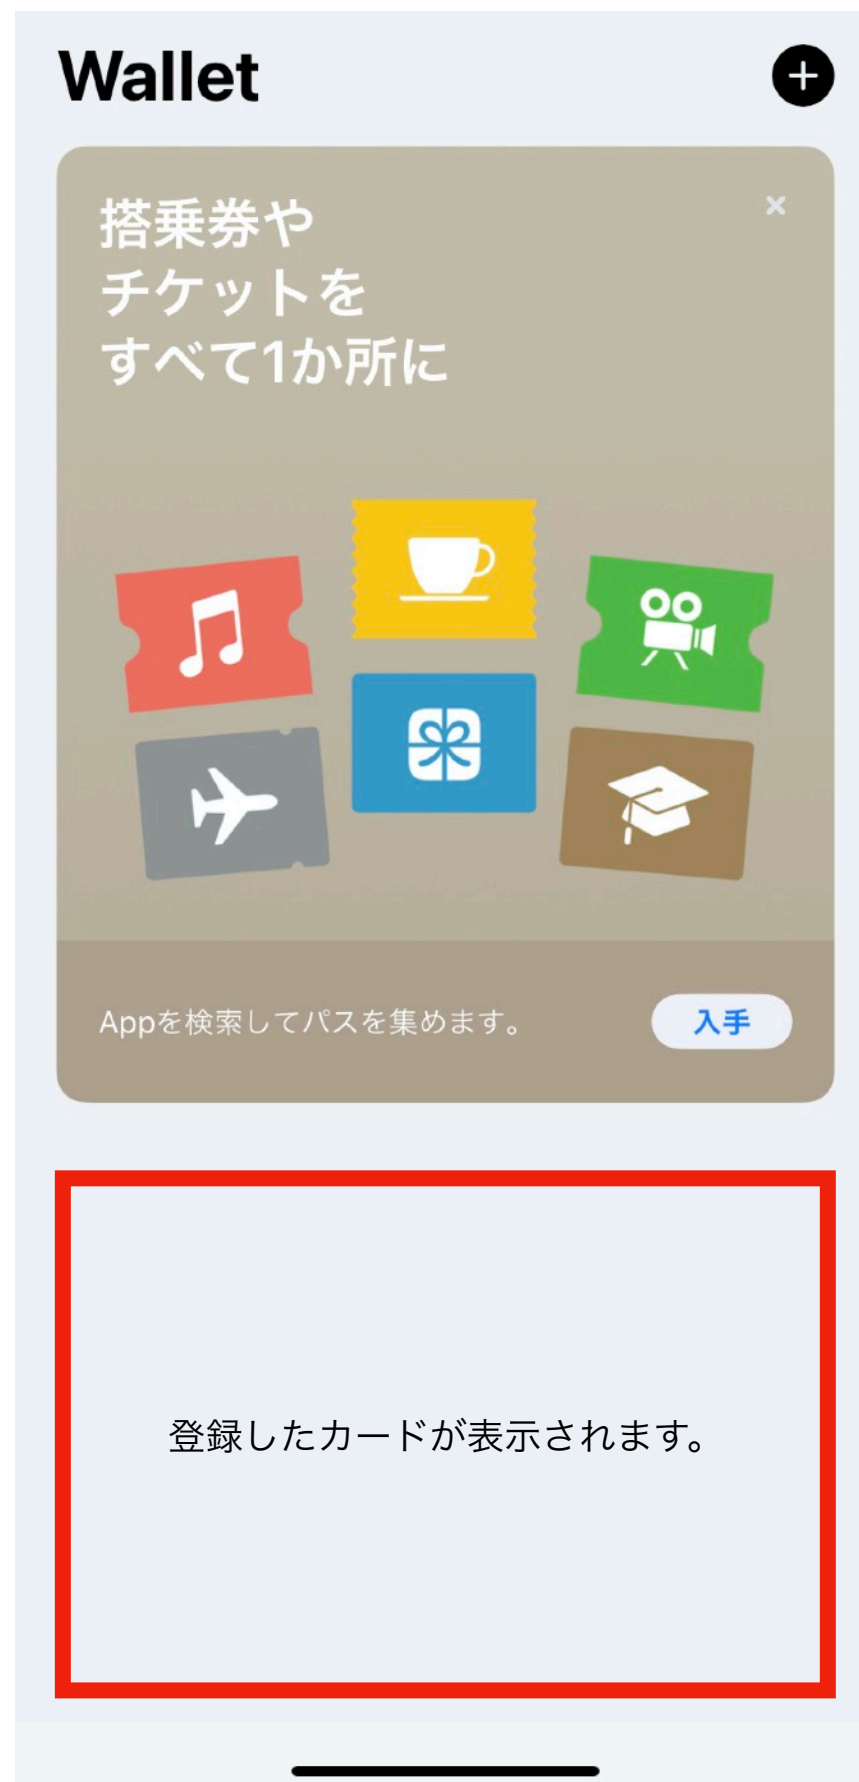 Wallet
搭乗券や
チケットを
すべて1か所に
Appを検索してパスを集めます。
入手
登録したカードが表示されます。